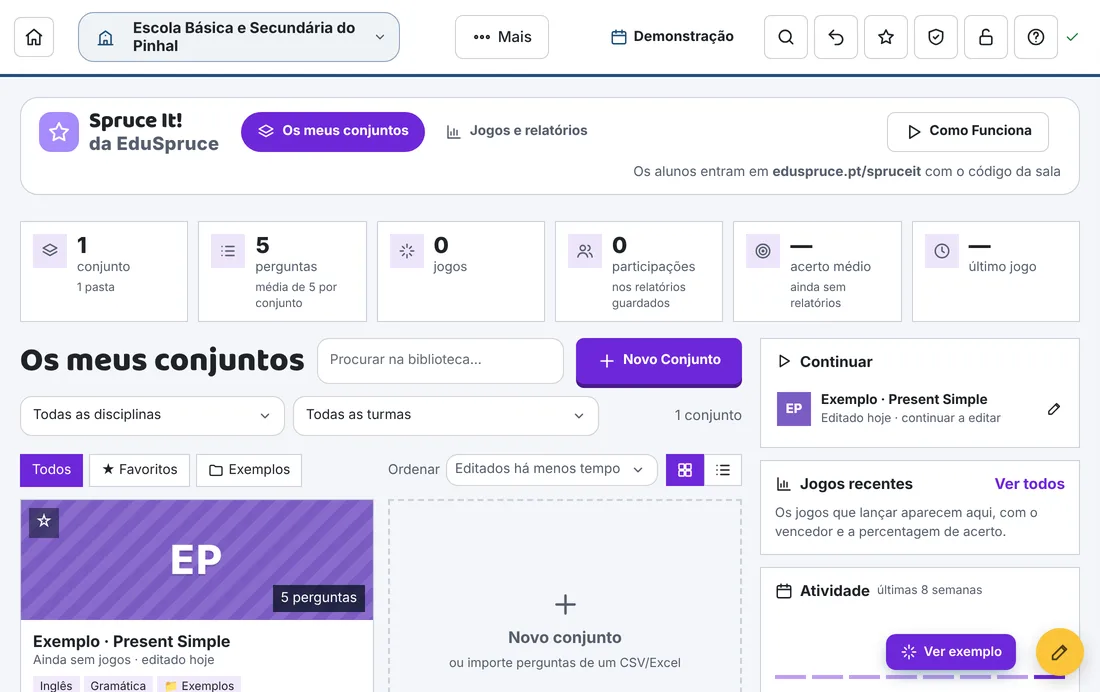 Escola Básica e Secundária do
Pinhal
Mais
Demonstração
Spruce It!
da EduSpruce
Os meus conjuntos
Jogos e relatórios
Como Funciona
Os alunos entram em eduspruce.pt/spruceit com o código da sala
1
conjunto
1 pasta
5
perguntas
média de 5 por
conjunto
0
jogos
0
participações
nos relatórios
guardados
—
acerto médio
ainda sem
relatórios
—
último jogo
Os meus conjuntos
Procurar na biblioteca...
Novo Conjunto
Todas as disciplinas
Todas as turmas
1 conjunto
Todos
★ Favoritos
Exemplos
Ordenar
Editados há menos tempo
EP
5 perguntas
Exemplo · Present Simple
Ainda sem jogos · editado hoje
Inglês
Gramática
Exemplos
Novo conjunto
ou importe perguntas de um CSV/Excel
Continuar
EP
Exemplo · Present Simple
Editado hoje · continuar a editar
Jogos recentes
Ver todos
Os jogos que lançar aparecem aqui, com o
vencedor e a percentagem de acerto.
Atividade
últimas 8 semanas
Ver exemplo